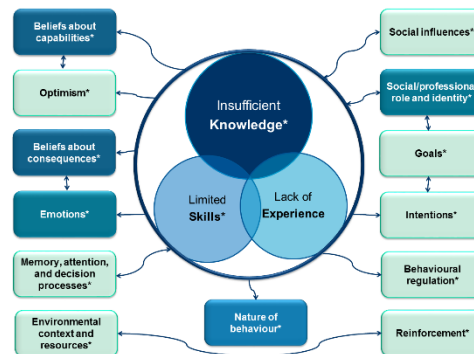 Beliefs about
capabilities*
Optimism*
Beliefs about
consequences*
Emotions*
Memory, attention,
and decision
processes*
Environmental
context and
resources*
Insufficient
Knowledge*
Limited
Skills*
Lack of
Experience
Nature of
behaviour*
Social influences*
Social/professional
role and identity*
Goals*
Intentions*
Behavioural
regulation*
Reinforcement*